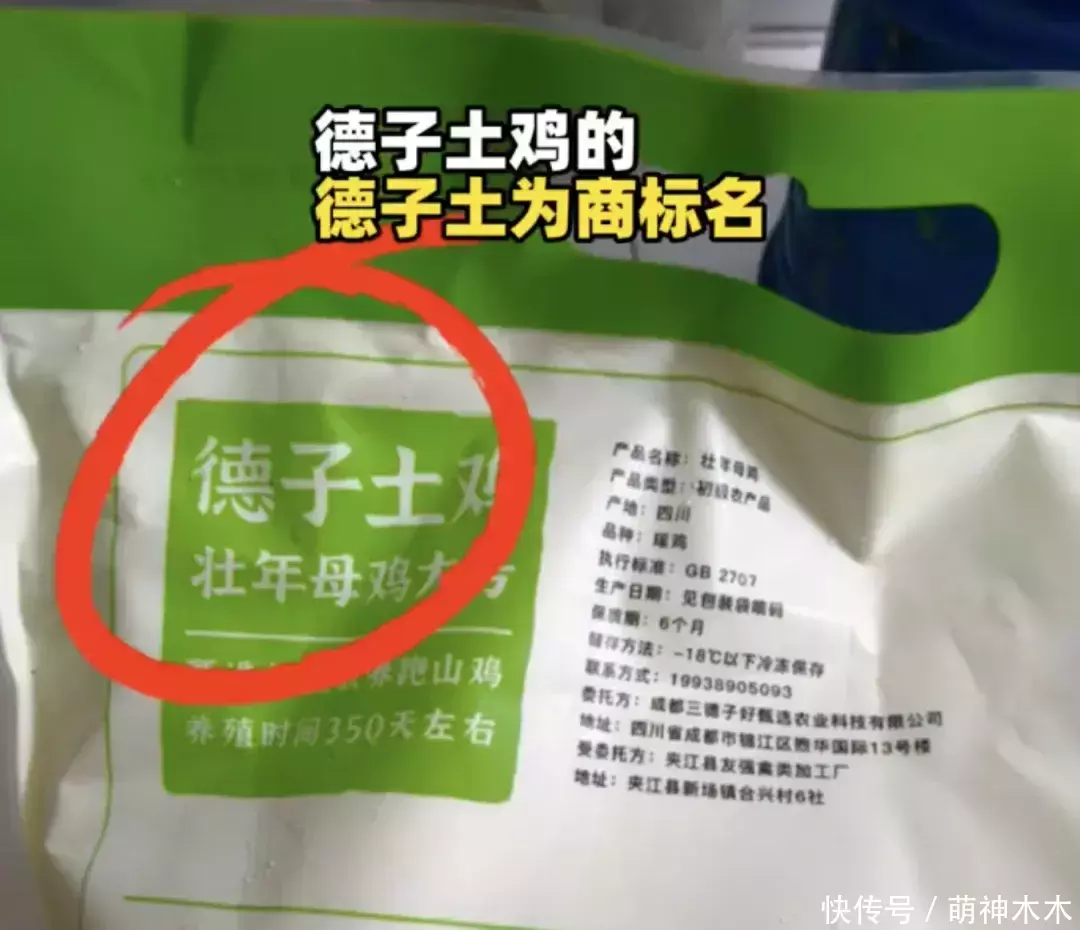 德子土鸡的
德子土为商标名
德子土鸡
壮年母鸡
跑山鸡
养殖时间350天左右
产品名称：壮年母鸡
产品类型：初级农产品
产地：四川
品种：瑶鸡
执行标准：GB 2707
生产日期：见包装袋喷码
保质期：6个月
储存方法：-18℃以下冷冻保存
联系方式：19938905093
委托方：成都三德子好甄选农业科技有限公司
地址：四川省成都市锦江区煦华国际13号楼
受委托方：夹江县友强禽类加工厂
地址：夹江县新场镇合兴村6社
快传号 / 萌神木木